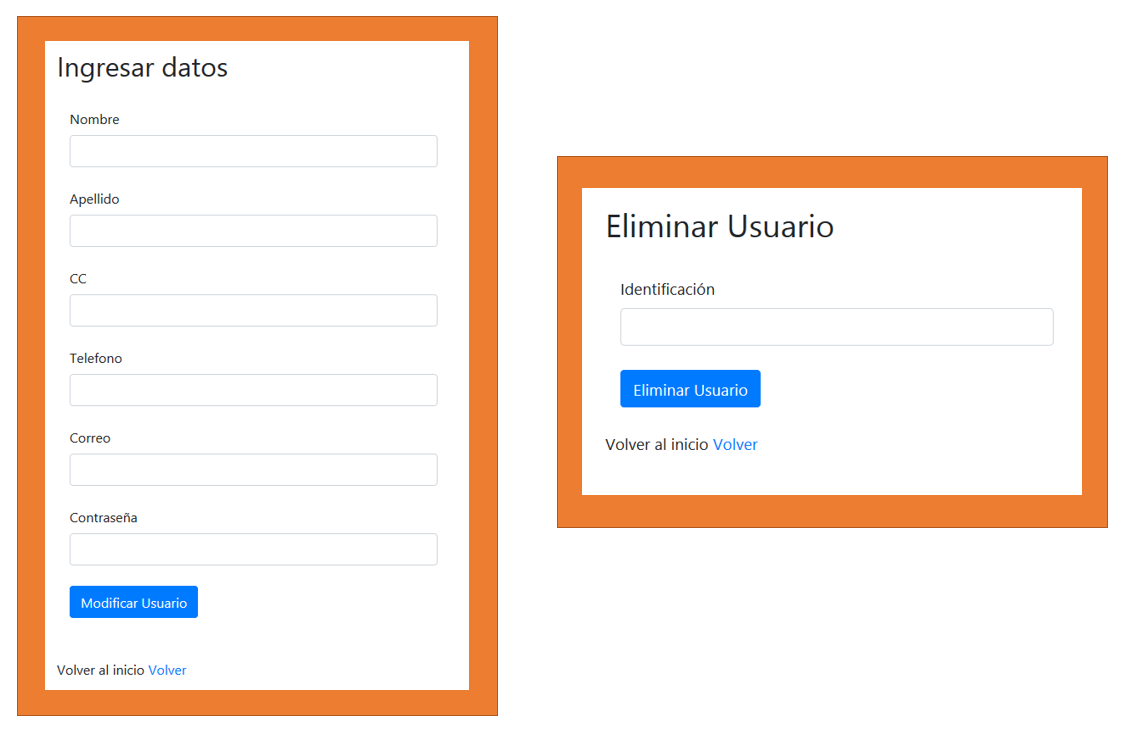 Ingresar datos
Nombre
Apellido
CC
Telefono
Correo
Contraseña
Modificar Usuario
Volver al inicio Volver
Eliminar Usuario
Identificación
Eliminar Usuario
Volver al inicio Volver